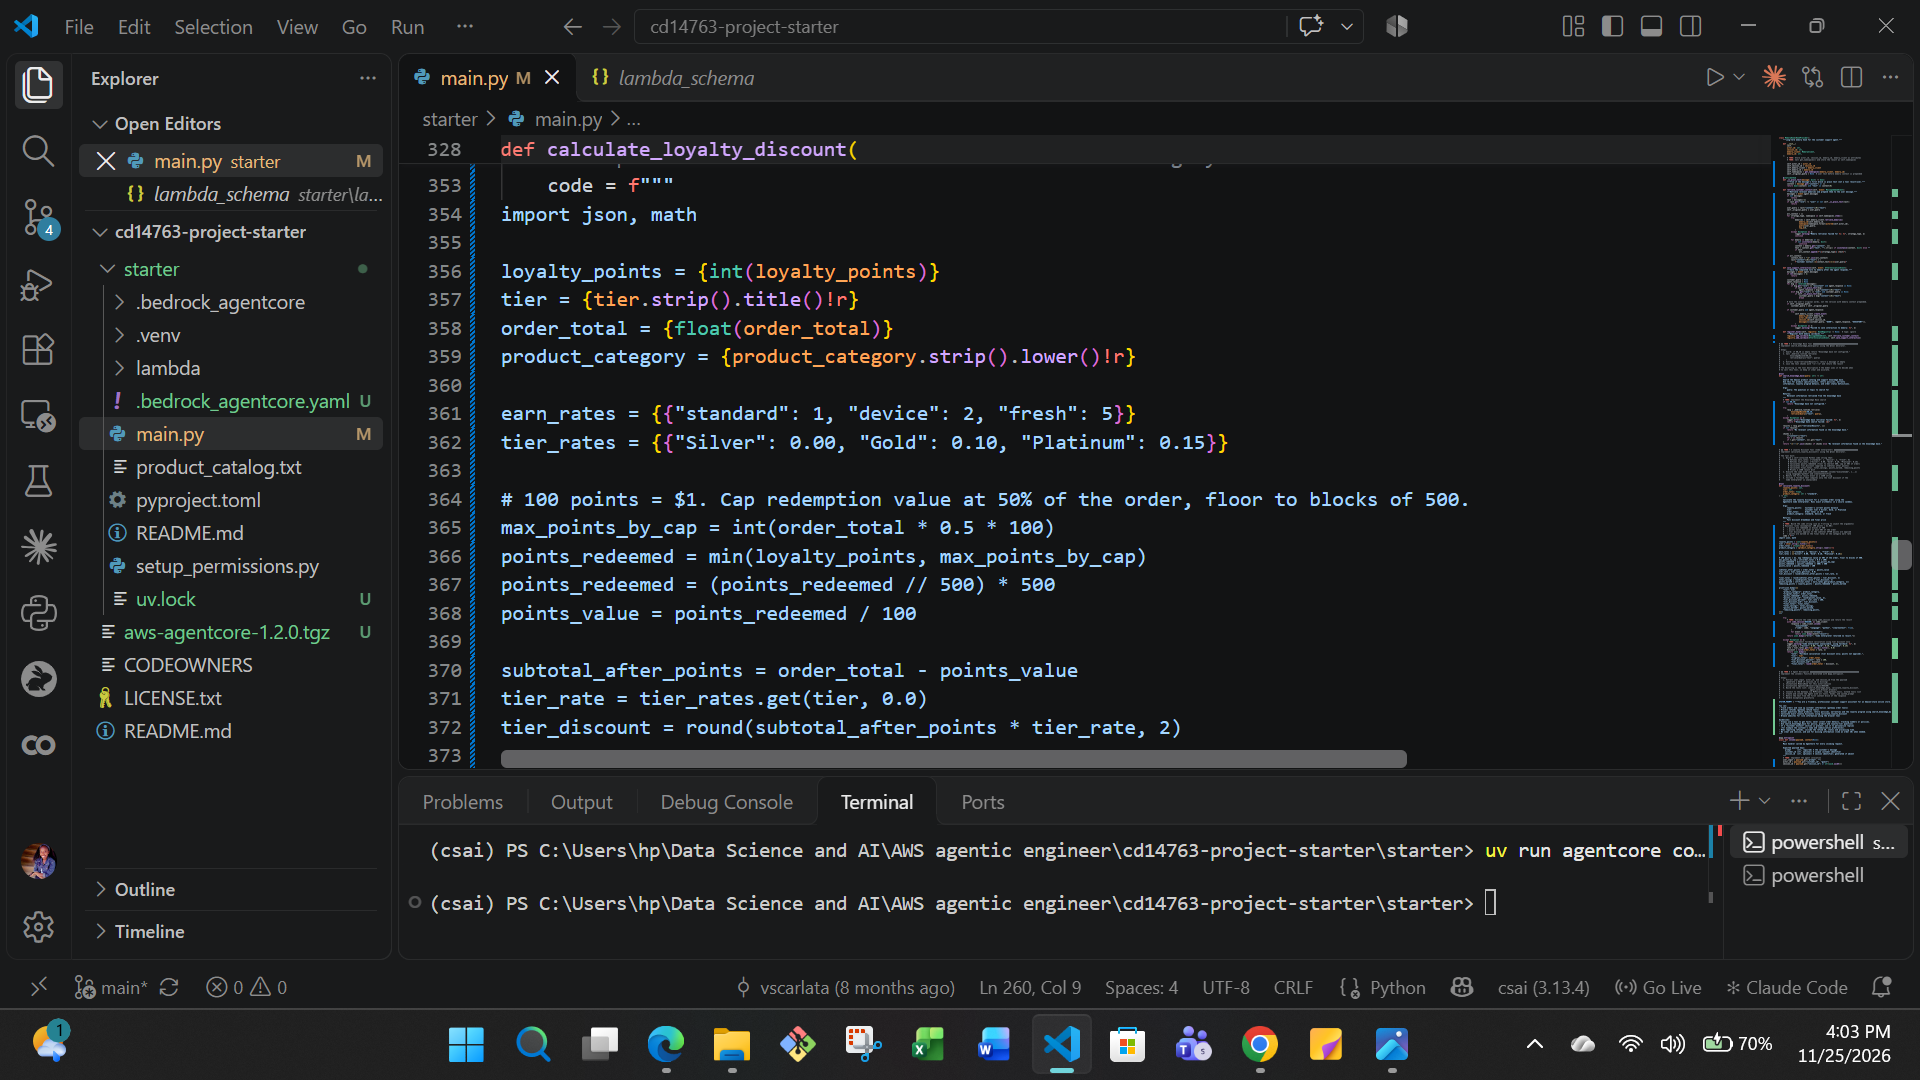 File Edit Selection View Go Run ···
cd14763-project-starter
Explorer
Open Editors
main.py starter M
{} lambda_schema starter\la...
cd14763-project-starter
starter
.bedrock_agentcore
.venv
lambda
! .bedrock_agentcore.yaml U
main.py M
product_catalog.txt
pyproject.toml
README.md
setup_permissions.py
uv.lock U
aws-agentcore-1.2.0.tgz U
CODEOWNERS
LICENSE.txt
README.md
Outline
Timeline
4
main.py M
{} lambda_schema
starter > main.py > ...
328 def calculate_loyalty_discount(
353 code = f"""
354 import json, math
355
356 loyalty_points = {int(loyalty_points)}
357 tier = {tier.strip().title()!r}
358 order_total = {float(order_total)}
359 product_category = {product_category.strip().lower()!r}
360
361 earn_rates = {{"standard": 1, "device": 2, "fresh": 5}}
362 tier_rates = {{"Silver": 0.00, "Gold": 0.10, "Platinum": 0.15}}
363
364 # 100 points = $1. Cap redemption value at 50% of the order, floor to blocks of 500.
365 max_points_by_cap = int(order_total * 0.5 * 100)
366 points_redeemed = min(loyalty_points, max_points_by_cap)
367 points_redeemed = (points_redeemed // 500) * 500
368 points_value = points_redeemed / 100
369
370 subtotal_after_points = order_total - points_value
371 tier_rate = tier_rates.get(tier, 0.0)
372 tier_discount = round(subtotal_after_points * tier_rate, 2)
373
Problems Output Debug Console Terminal Ports
(csai) PS C:\Users\hp\Data Science and AI\AWS agentic engineer\cd14763-project-starter\starter> uv run agentcore co...
(csai) PS C:\Users\hp\Data Science and AI\AWS agentic engineer\cd14763-project-starter\starter>
powershell s...
powershell
main* 0 0 vscarlata (8 months ago) Ln 260, Col 9 Spaces: 4 UTF-8 CRLF {} Python csai (3.13.4) Go Live Claude Code
1
70%
4:03 PM
11/25/2026